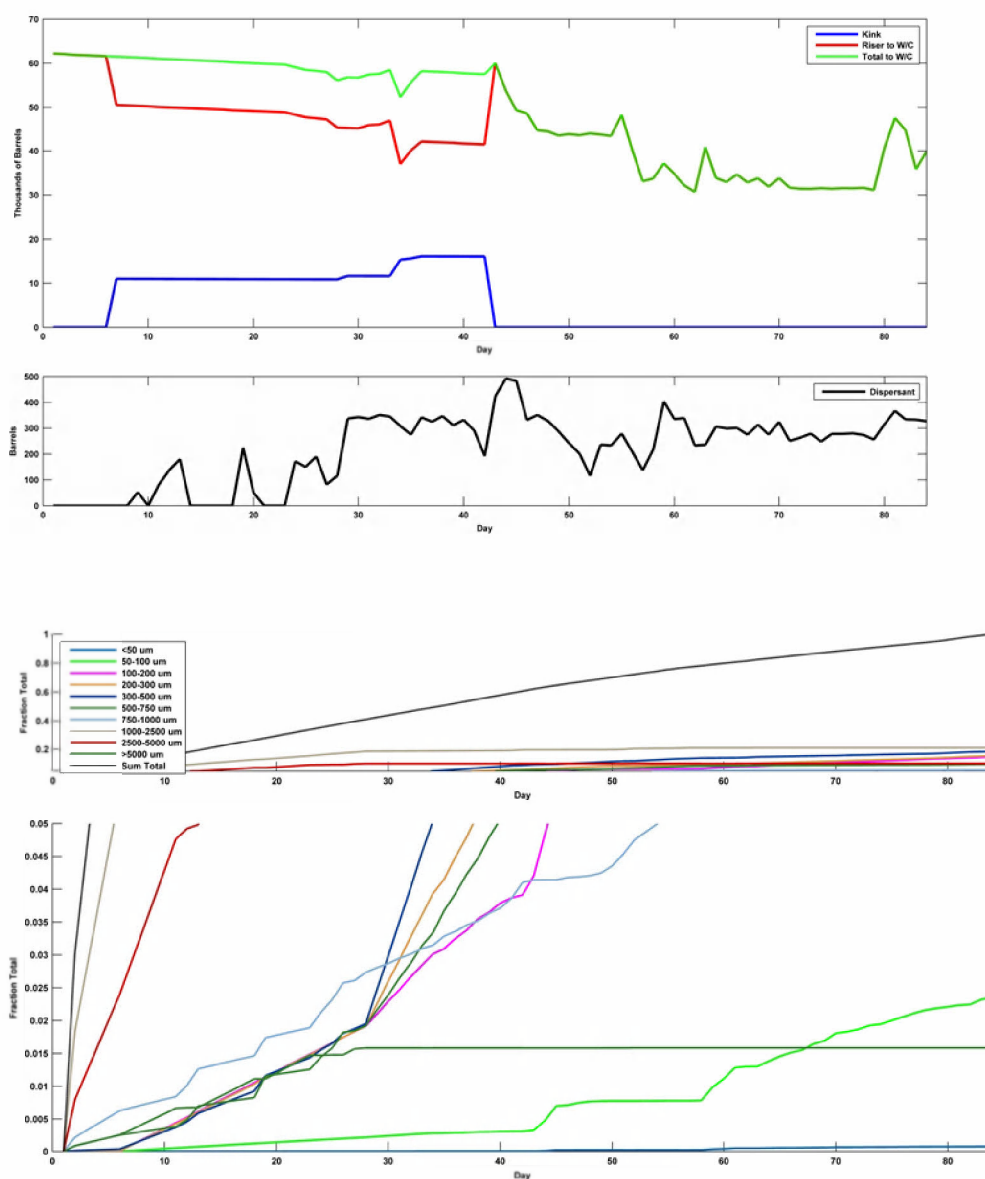 70
60
50
40
30
20
10
0
Thousands of Barrels
Kink
Riser to W/C
Total to W/C
0 10 20 30 40 50 60 70 80
Day
500
400
300
200
100
0
Barrels
Dispersant
0 10 20 30 40 50 60 70 80
Day
1
0.8
0.6
0.4
0.2
Fraction Total
<50 um
50-100 um
100-200 um
200-300 um
300-500 um
500-750 um
750-1000 um
1000-2500 um
2500-5000 um
>5000 um
Sum Total
0 10 20 30 40 50 60 70 80
Day
0.05
0.045
0.04
0.035
0.03
0.025
0.02
0.015
0.01
0.005
0
Fraction Total
0 10 20 30 40 50 60 70 80
Day